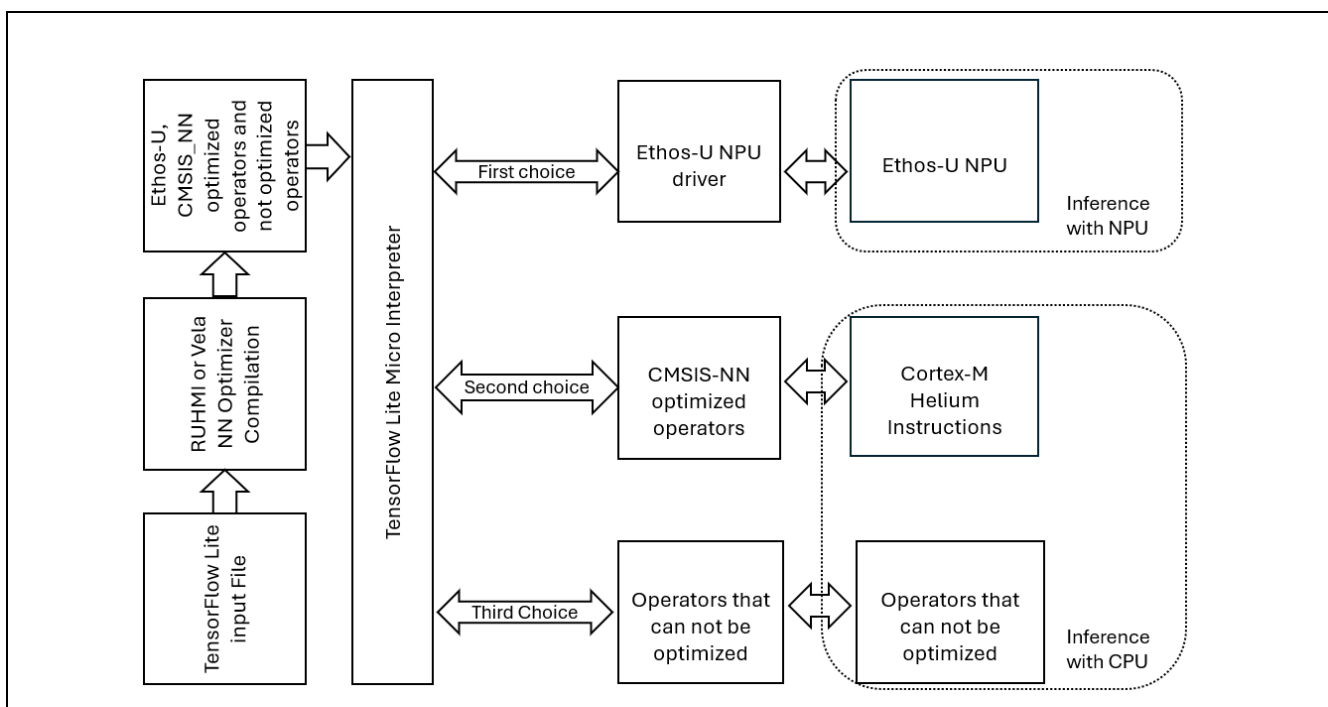 Ethos-U,
CMSIS_NN
optimized
operators and
not optimized
operators
RUHMI or Vela
NN Optimizer
Compilation
TensorFlow Lite
input File
TensorFlow Lite Micro Interpreter
First choice
Ethos-U NPU
driver
Ethos-U NPU
Inference
with NPU
Second choice
CMSIS-NN
optimized
operators
Cortex-M
Helium
Instructions
Third Choice
Operators that
can not be
optimized
Operators that
can not be
optimized
Inference
with CPU